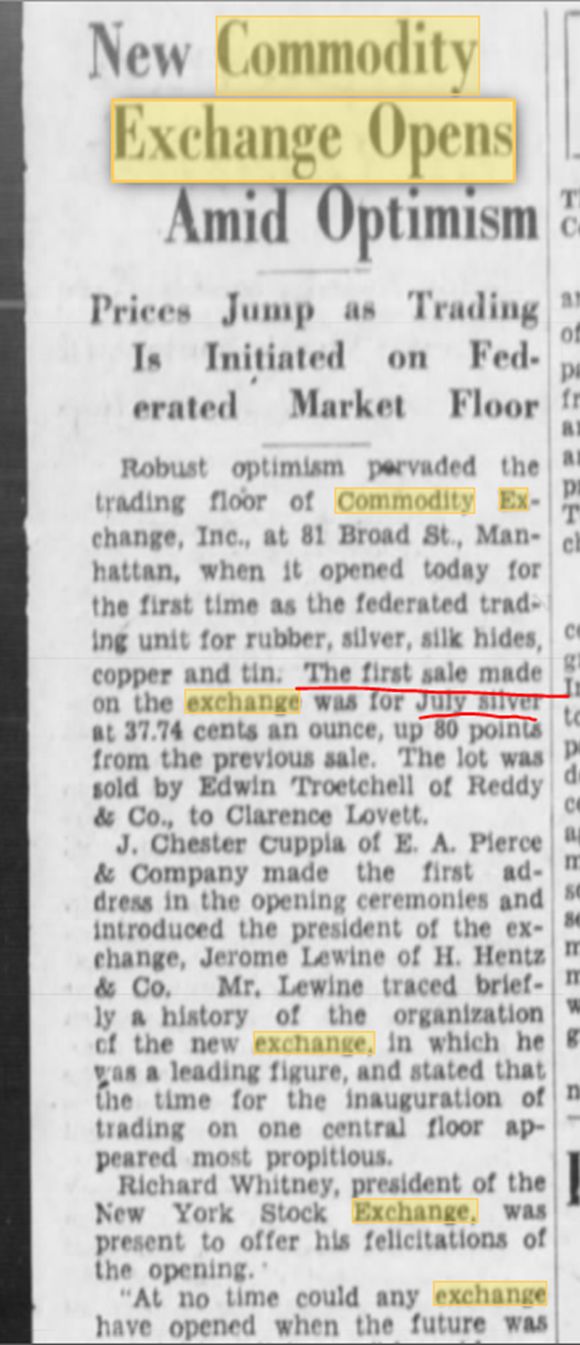 New Commodity
Exchange Opens
Amid Optimism
Prices Jump as Trading
Is Initiated on Fed-
erated Market Floor
Robust optimism pervaded the
trading floor of Commodity Ex-
change, Inc., at 81 Broad St., Man-
hattan, when it opened today for
the first time as the federated trad-
ing unit for rubber, silver, silk hides,
copper and tin. The first sale made
on the exchange was for July silver
at 37.74 cents an ounce, up 80 points
from the previous sale. The lot was
sold by Edwin Troetchell of Reddy
& Co., to Clarence Lovett.
J. Chester Cuppia of E. A. Pierce
& Company made the first ad-
dress in the opening ceremonies and
introduced the president of the ex-
change, Jerome Lewine of H. Hentz
& Co. Mr. Lewine traced brief-
ly a history of the organization
of the new exchange, in which he
was a leading figure, and stated that
the time for the inauguration of
trading on one central floor ap-
peared most propitious.
Richard Whitney, president of the
New York Stock Exchange, was
present to offer his felicitations of
the opening.
"At no time could any exchange
have opened when the future was